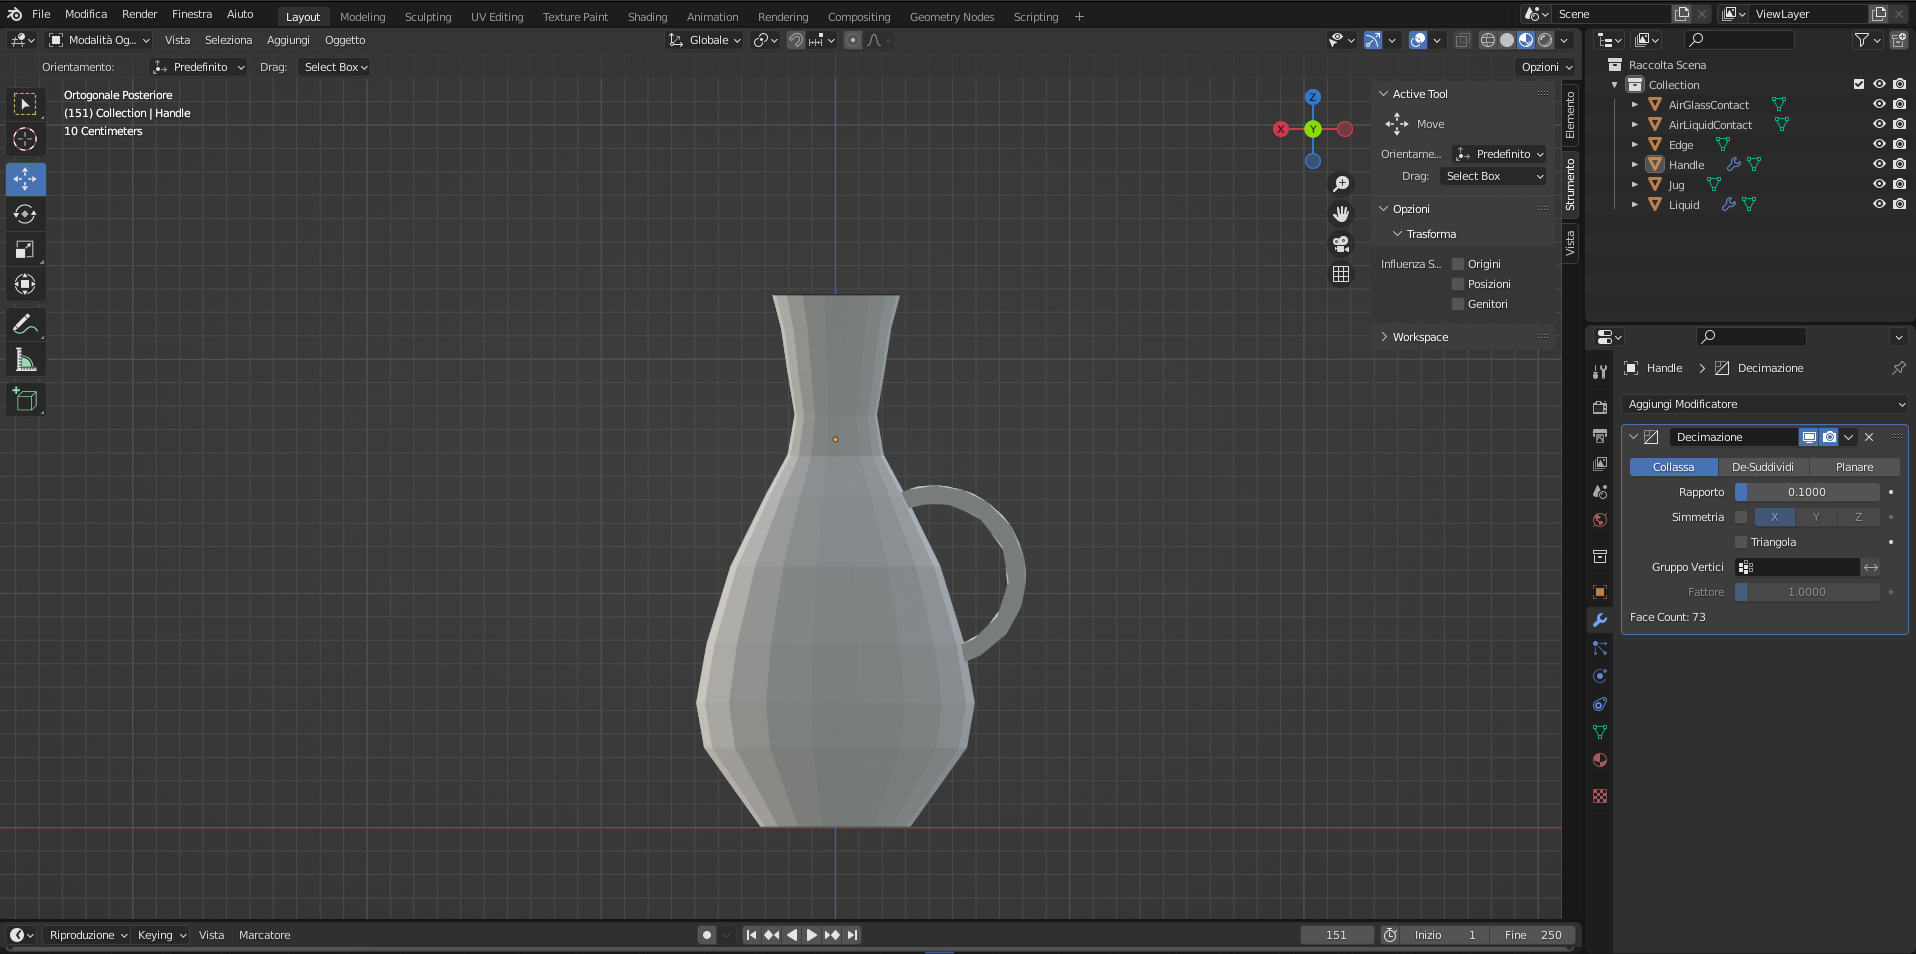 File Modifica Render Finestra Aiuto Layout Modeling Sculpting UV Editing Texture Paint Shading Animation Rendering Compositing Geometry Nodes Scripting + Scene ViewLayer
Modalità Og... Vista Seleziona Aggiungi Oggetto Globale
Orientamento: Predefinito Drag: Select Box Opzioni
Ortogonale Posteriore
(151) Collection | Handle
10 Centimeters
Z
X
Y
Active Tool
Move
Orientame... Predefinito
Drag: Select Box
Opzioni
Trasforma
Influenza S... Origini
Posizioni
Genitori
Workspace
Elemento
Strumento
Vista
Raccolta Scena
Collection
AirGlassContact
AirLiquidContact
Edge
Handle
Jug
Liquid
Handle Decimazione
Aggiungi Modificatore
Decimazione
Collassa De-Suddividi Planare
Rapporto 0.1000
Simmetria X Y Z
Triangola
Gruppo Vertici
Fattore 1.0000
Face Count: 73
Riproduzione Keying Vista Marcatore 151 Inizio 1 Fine 250